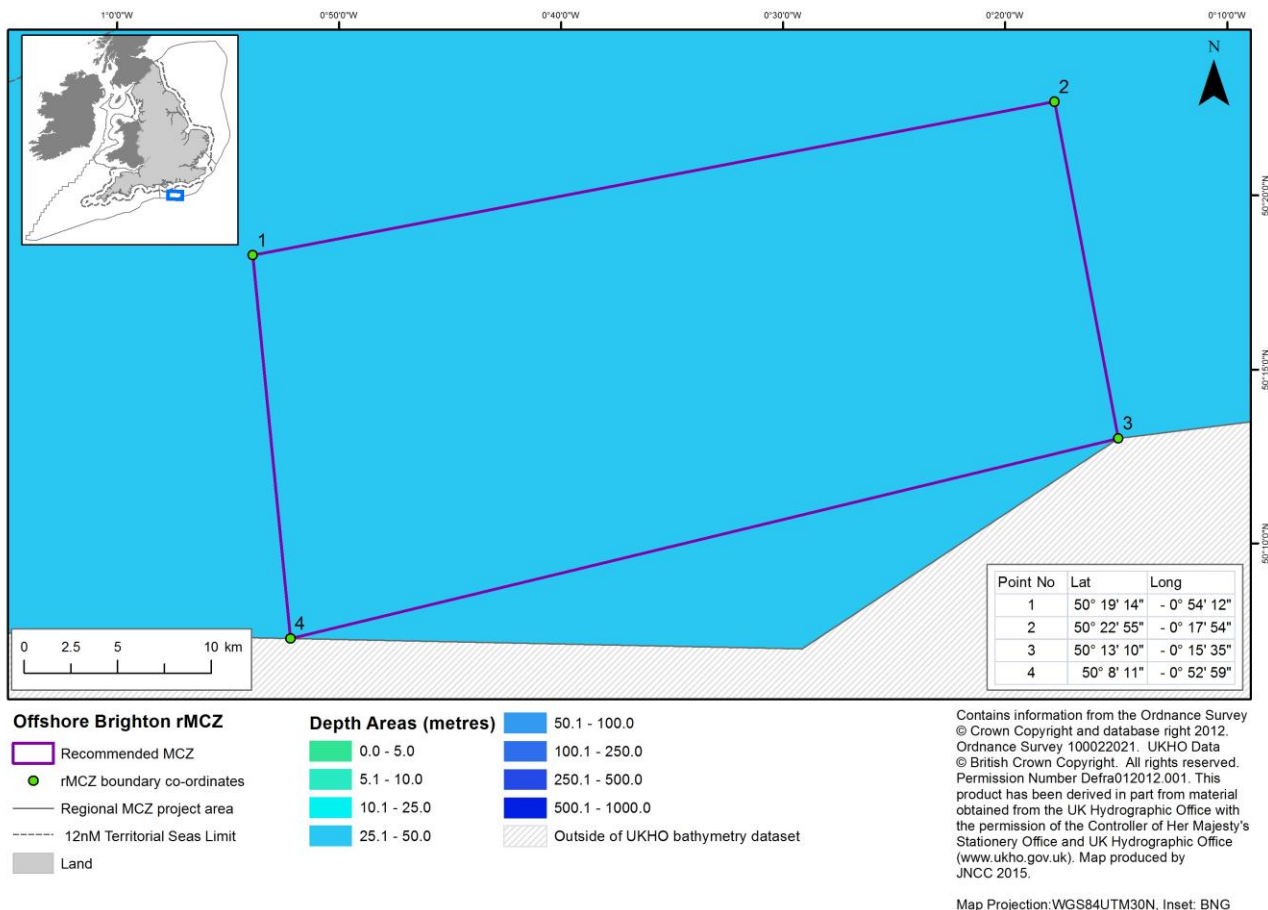 1°0'0"W 0°50'0"W 0°40'0"W 0°30'0"W 0°20'0"W 0°10'0"W
N
2
50°20'0"N
1
50°15'0"N
3
50°10'0"N
4
0 2.5 5 10 km
Point No Lat Long
1 50° 19' 14" - 0° 54' 12"
2 50° 22' 55" - 0° 17' 54"
3 50° 13' 10" - 0° 15' 35"
4 50° 8' 11" - 0° 52' 59"
Offshore Brighton rMCZ
Recommended MCZ
rMCZ boundary co-ordinates
Regional MCZ project area
12nM Territorial Seas Limit
Land
Depth Areas (metres)
0.0 - 5.0
5.1 - 10.0
10.1 - 25.0
25.1 - 50.0
50.1 - 100.0
100.1 - 250.0
250.1 - 500.0
500.1 - 1000.0
Outside of UKHO bathymetry dataset
Contains information from the Ordnance Survey
© Crown Copyright and database right 2012.
Ordnance Survey 100022021. UKHO Data
© British Crown Copyright. All rights reserved.
Permission Number Defra012012.001. This
product has been derived in part from material
obtained from the UK Hydrographic Office with
the permission of the Controller of Her Majesty's
Stationery Office and UK Hydrographic Office
(www.ukho.gov.uk). Map produced by
JNCC 2015.
Map Projection:WGS84UTM30N. Inset: BNG